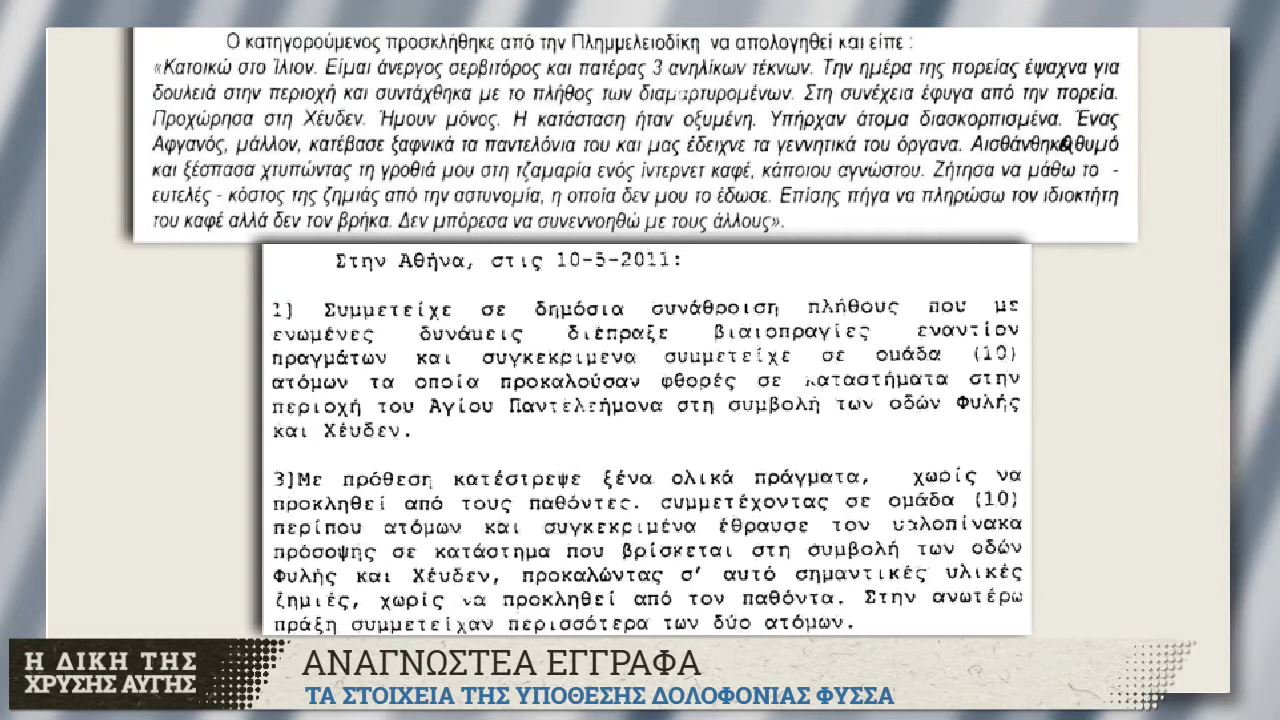 Ο κατηγορούμενος προσκλήθηκε από την Πλημμελειοδίκη να απολογηθεί και είπε :
«Κατοικώ στο Ίλιον. Είμαι άνεργος σερβιτόρος και πατέρας 3 ανηλίκων τέκνων. Την ημέρα της πορείας έψαχνα για
δουλειά στην περιοχή και συντάχθηκα με το πλήθος των διαμαρτυρομένων. Στη συνέχεια έφυγα από την πορεία.
Προχώρησα στη Χέυδεν. Ήμουν μόνος. Η κατάσταση ήταν οξυμένη. Υπήρχαν άτομα διασκορπισμένα. Ένας
Αφγανός, μάλλον, κατέβασε ξαφνικά τα παντελόνια του και μας έδειχνε τα γεννητικά του όργανα. Αισθάνθηκα θυμό
και ξέσπασα χτυπώντας τη γροθιά μου στη τζαμαρία ενός ίντερνετ καφέ, κάποιου αγνώστου. Ζήτησα να μάθω το -
ευτελές - κόστος της ζημιάς από την αστυνομία, η οποία δεν μου το έδωσε. Επίσης πήγα να πληρώσω τον ιδιοκτήτη
του καφέ αλλά δεν τον βρήκα. Δεν μπόρεσα να συνεννοηθώ με τους άλλους».
Στην Αθήνα, στις 10-5-2011:
1] Συμμετείχε σε δημόσια συνάθροιση πλήθους που με
ενωμένες δυνάμεις διέπραξε βιαιοπραγίες εναντίον
πραγμάτων και συγκεκριμενα συμμετείχε σε ομάδα (10)
ατόμων τα οποία προκαλούσαν φθορές σε καταστήματα στην
περιοχή του Αγίου Παντελεήμονα στη συμβολή των οδών Φυλής
και Χέυδεν.
3]Με πρόθεση κατέστρεψε ξένα ολικά πράγματα, χωρίς να
προκληθεί από τους παθόντες. συμμετέχοντας σε ομάδα (10)
περίπου ατόμων και συγκεκριμένα έθραυσε τον υαλοπίνακα
πρόσοψης σε κατάστημα που βρίσκεται στη συμβολή των οδών
Φυλής και Χέυδεν, προκαλώντας σ' αυτό σημαντικές υλικές
ζημιές, χωρίς να προκληθεί από τον παθόντα. Στην ανωτέρω
πράξη συμμετείχαν περισσότερα των δύο ατόμων.
Η ΔΙΚΗ ΤΗΣ
ΧΡΥΣΗΣ ΑΥΓΗΣ
ΑΝΑΓΝΩΣΤΕΑ ΕΓΓΡΑΦΑ
ΤΑ ΣΤΟΙΧΕΙΑ ΤΗΣ ΥΠΟΘΕΣΗΣ ΔΟΛΟΦΟΝΙΑΣ ΦΥΣΣΑ